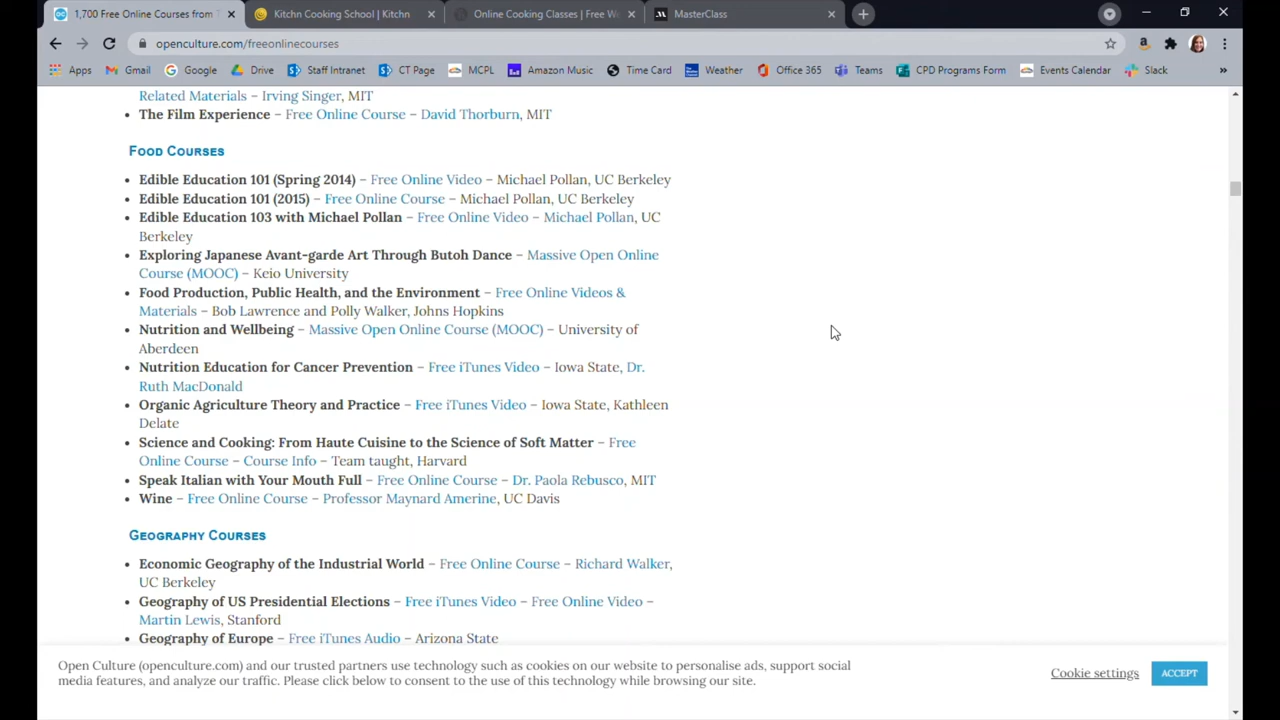 1,700 Free Online Courses from
Kitchn Cooking School | Kitchn
Online Cooking Classes | Free W
MasterClass
openculture.com/freeonlinecourses
Apps Gmail Google Drive Staff Intranet CT Page MCPL Amazon Music Time Card Weather Office 365 Teams CPD Programs Form Events Calendar Slack »
Related Materials – Irving Singer, MIT
• The Film Experience – Free Online Course – David Thorburn, MIT
Food Courses
• Edible Education 101 (Spring 2014) – Free Online Video – Michael Pollan, UC Berkeley
• Edible Education 101 (2015) – Free Online Course – Michael Pollan, UC Berkeley
• Edible Education 103 with Michael Pollan – Free Online Video – Michael Pollan, UC
Berkeley
• Exploring Japanese Avant-garde Art Through Butoh Dance – Massive Open Online
Course (MOOC) – Keio University
• Food Production, Public Health, and the Environment – Free Online Videos &
Materials – Bob Lawrence and Polly Walker, Johns Hopkins
• Nutrition and Wellbeing – Massive Open Online Course (MOOC) – University of
Aberdeen
• Nutrition Education for Cancer Prevention – Free iTunes Video – Iowa State, Dr.
Ruth MacDonald
• Organic Agriculture Theory and Practice – Free iTunes Video – Iowa State, Kathleen
Delate
• Science and Cooking: From Haute Cuisine to the Science of Soft Matter – Free
Online Course – Course Info – Team taught, Harvard
• Speak Italian with Your Mouth Full – Free Online Course – Dr. Paola Rebusco, MIT
• Wine – Free Online Course – Professor Maynard Amerine, UC Davis
Geography Courses
• Economic Geography of the Industrial World – Free Online Course – Richard Walker,
UC Berkeley
• Geography of US Presidential Elections – Free iTunes Video – Free Online Video –
Martin Lewis, Stanford
• Geography of Europe – Free iTunes Audio – Arizona State
Open Culture (openculture.com) and our trusted partners use technology such as cookies on our website to personalise ads, support social
media features, and analyze our traffic. Please click below to consent to the use of this technology while browsing our site.
Cookie settings
ACCEPT